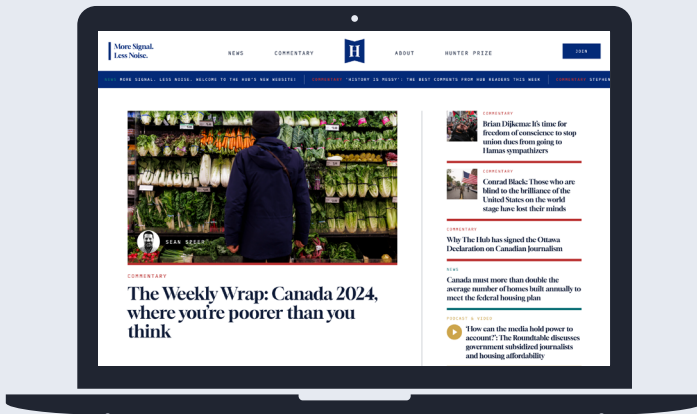 More Signal.
Less Noise.
NEWS
COMMENTARY
H
ABOUT
HUNTER PRIZE
JOIN
NEWS MORE SIGNAL. LESS NOISE. WELCOME TO THE HUB'S NEW WEBSITE!
COMMENTARY 'HISTORY IS MESSY': THE BEST COMMENTS FROM HUB READERS THIS WEEK
COMMENTARY STEPHEN
SEAN SPEER
COMMENTARY
The Weekly Wrap: Canada 2024,
where you're poorer than you
think
COMMENTARY
Brian Dijkema: It's time for
freedom of conscience to stop
union dues from going to
Hamas sympathizers
COMMENTARY
Conrad Black: Those who are
blind to the brilliance of the
United States on the world
stage have lost their minds
COMMENTARY
Why The Hub has signed the Ottawa
Declaration on Canadian Journalism
NEWS
Canada must more than double the
average number of homes built annually to
meet the federal housing plan
PODCAST & VIDEO
'How can the media hold power to
account?': The Roundtable discusses
government subsidized journalists
and housing affordability